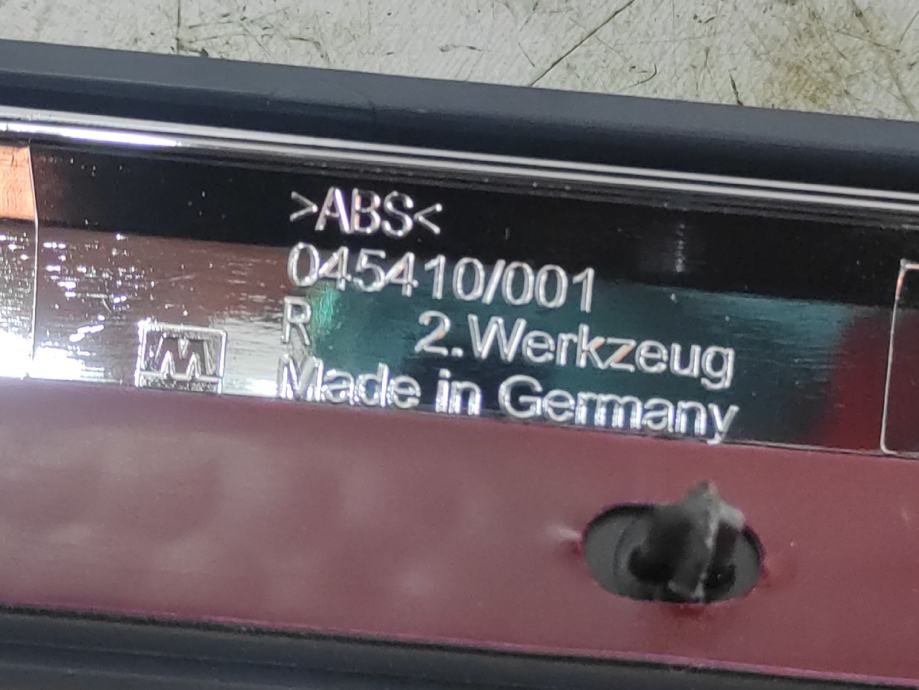 >ABS<
045410/001
R 2.Werkzeug
M
Made in Germany